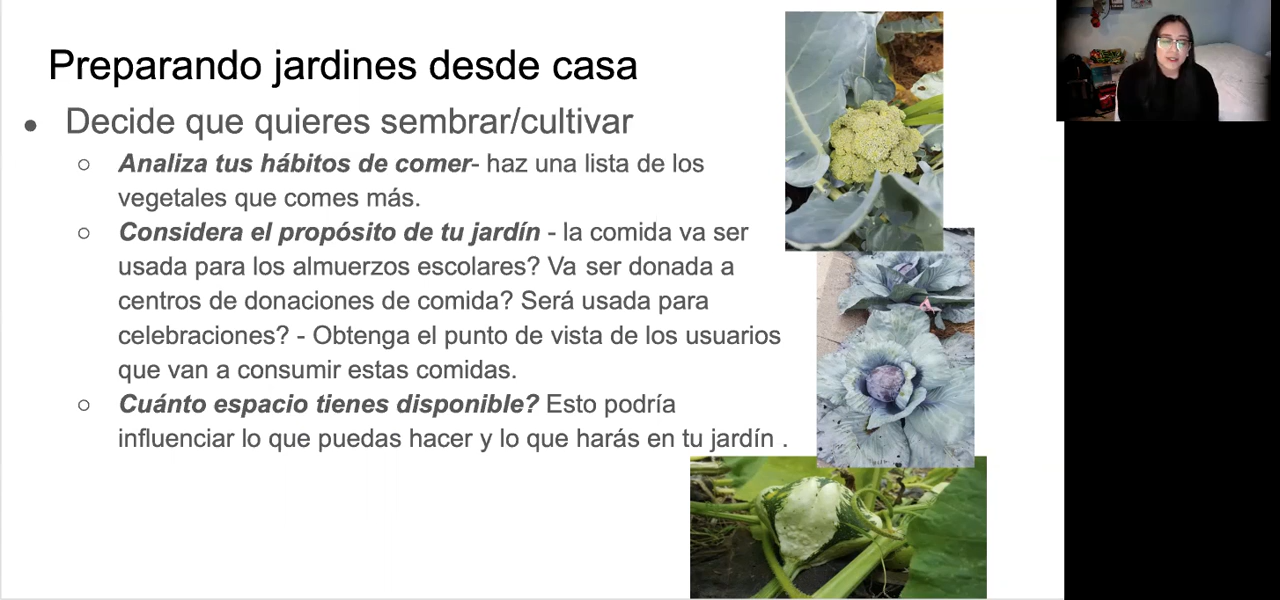 Preparando jardines desde casa
● Decide que quieres sembrar/cultivar
○ Analiza tus hábitos de comer- haz una lista de los
vegetales que comes más.
○ Considera el propósito de tu jardín - la comida va ser
usada para los almuerzos escolares? Va ser donada a
centros de donaciones de comida? Será usada para
celebraciones? - Obtenga el punto de vista de los usuarios
que van a consumir estas comidas.
○ Cuánto espacio tienes disponible? Esto podría
influenciar lo que puedas hacer y lo que harás en tu jardín .